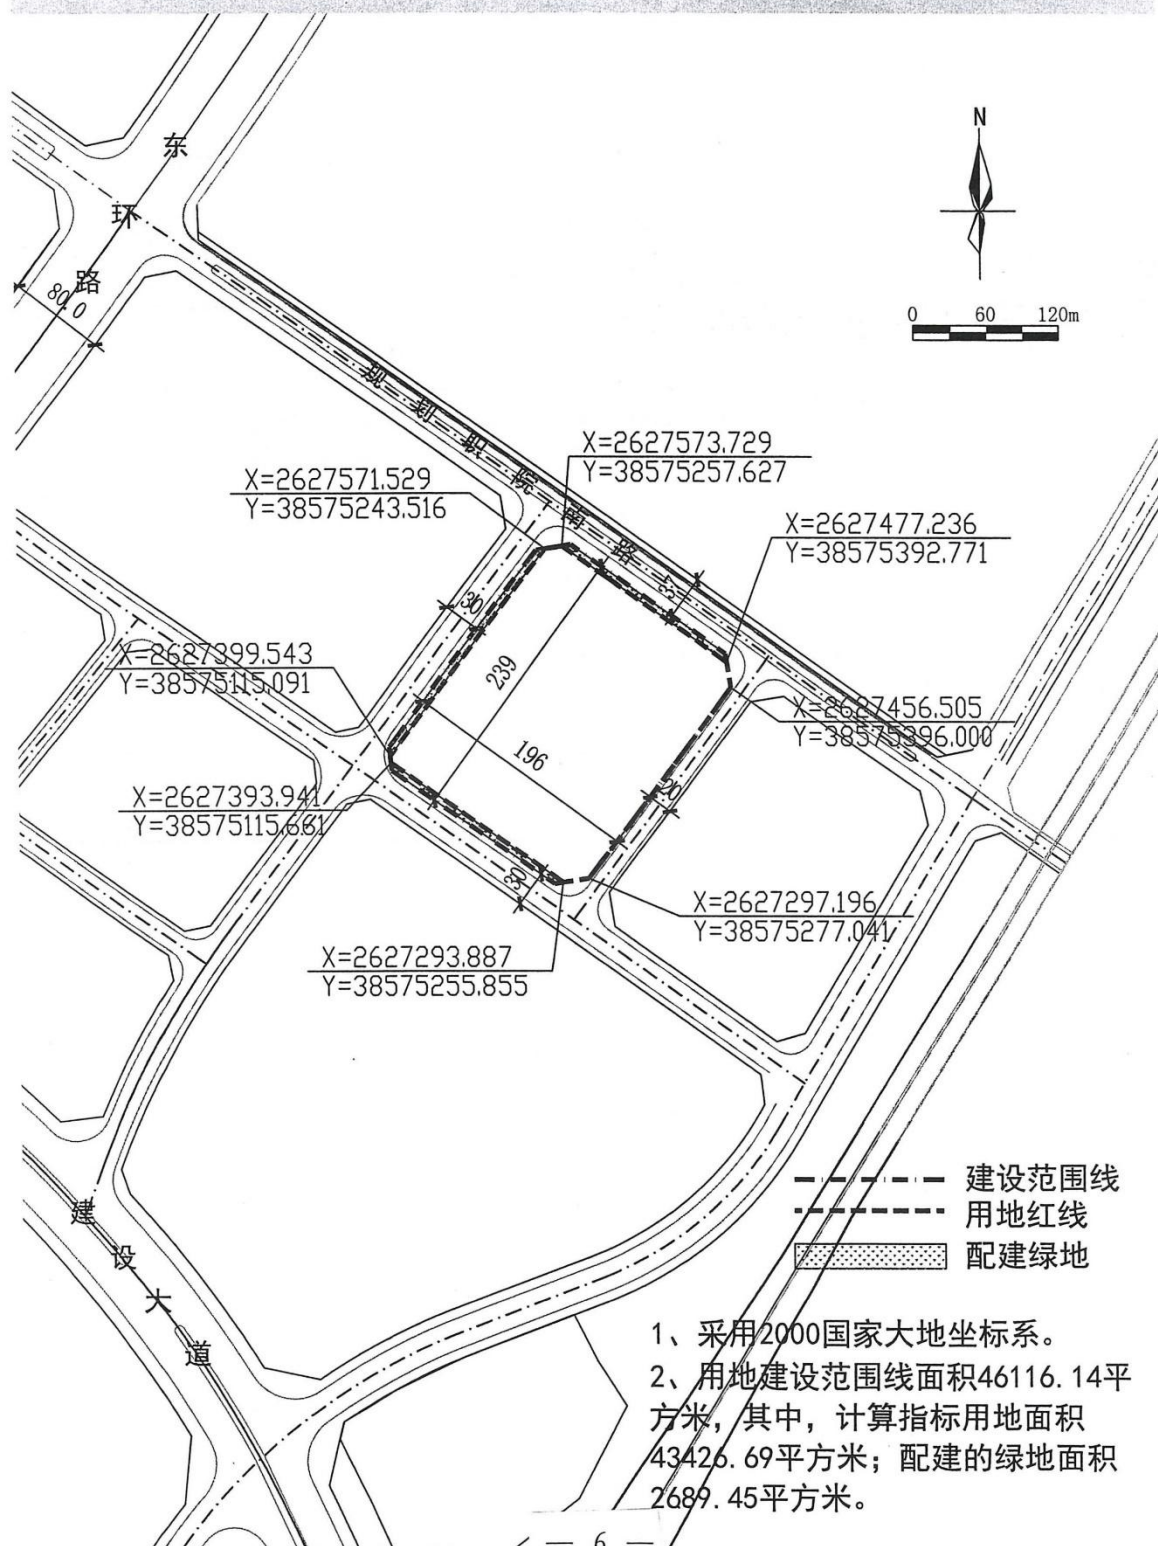 东
环
路
80.0
N
0 60 120m
规划职院南路
X=2627573.729
Y=38575257.627
X=2627571.529
Y=38575243.516
X=2627477.236
Y=38575392.771
37
30
239
X=2627399.543
Y=38575115.091
X=2627456.505
Y=38575396.000
196
20
X=2627393.941
Y=38575115.661
30
X=2627297.196
Y=38575277.041
X=2627293.887
Y=38575255.855
建设范围线
用地红线
配建绿地
建
设
大
道
1、采用2000国家大地坐标系。
2、用地建设范围线面积46116.14平
方米，其中，计算指标用地面积
43426.69平方米；配建的绿地面积
2689.45平方米。
— 6 —